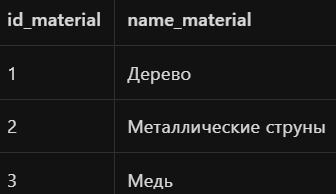 id_material name_material
1 Дерево
2 Металлические струны
3 Медь